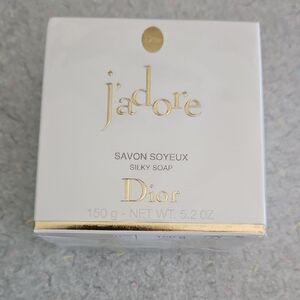 j'adore
SAVON SOYEUX
SILKY SOAP
Dior
150 g - NET WT. 5.2 OZ